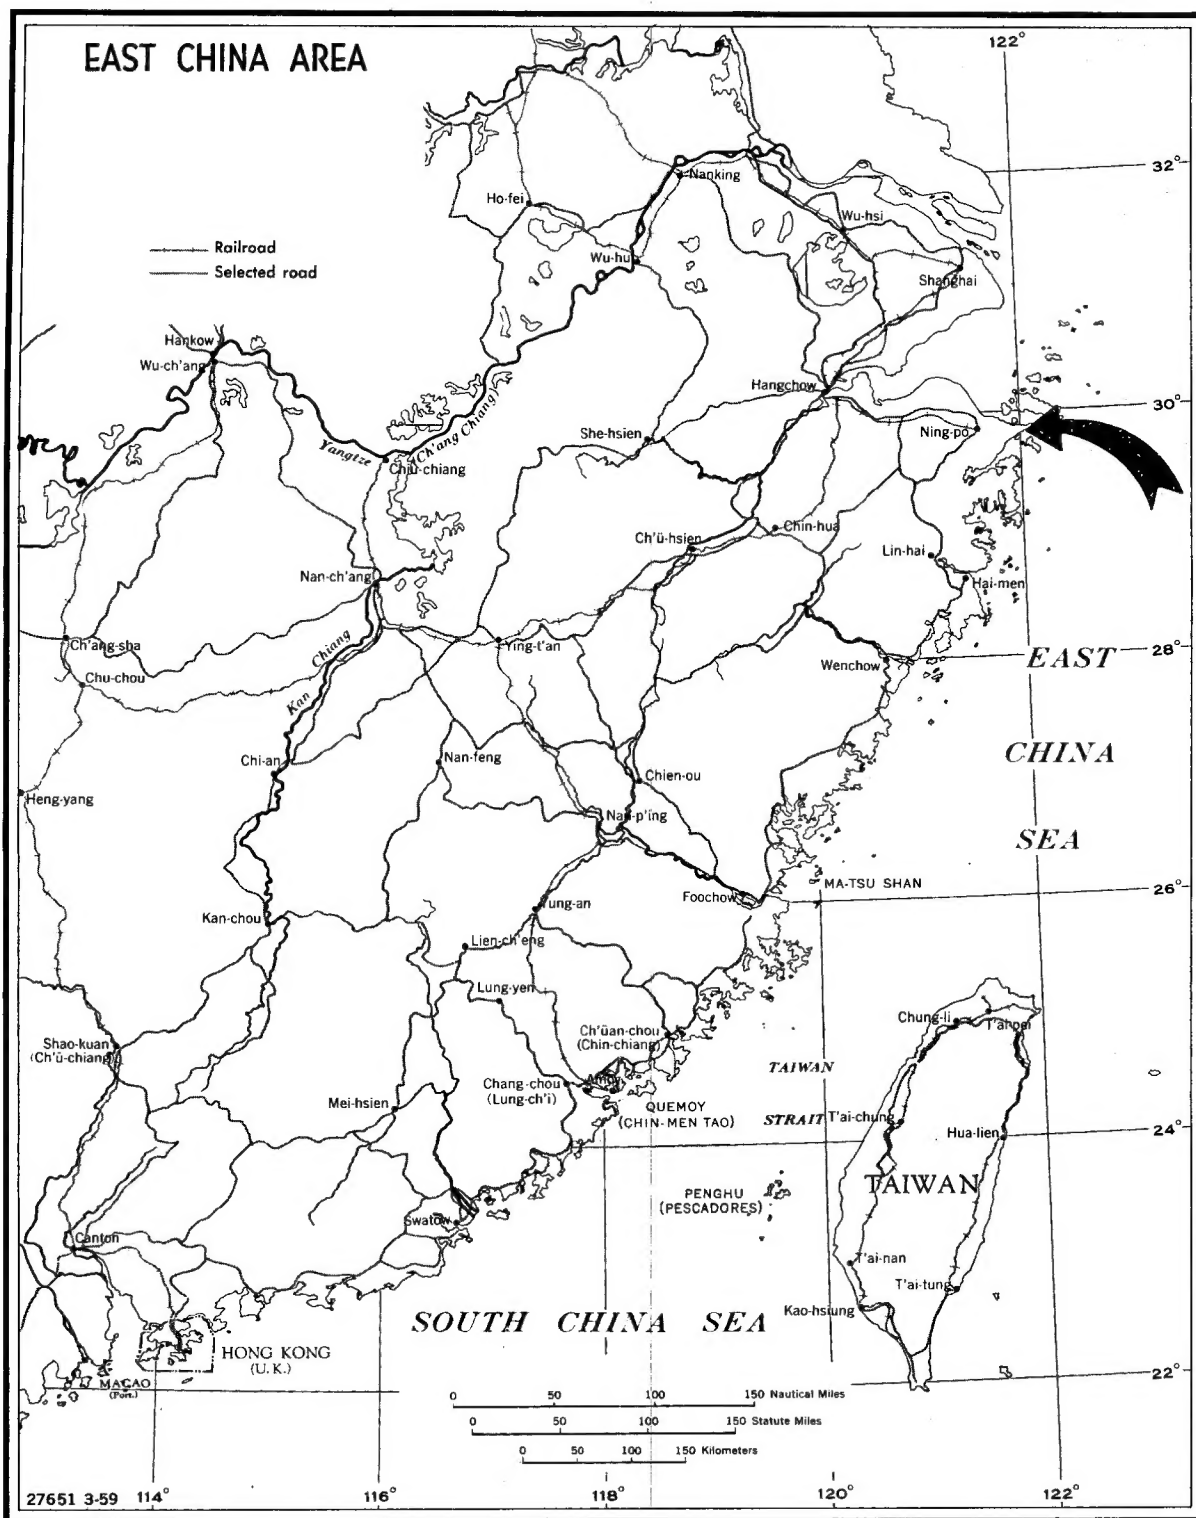 EAST CHINA AREA
122°
32°
Nanking
Ho-fei
Wu-hsi
Railroad
Wu-hu
Selected road
Shanghai
Hankow
Wu-ch'ang
Hangchow
30°
Ning-po
She-hsien
Yangtze
(Ch'ang Chiang)
Chiu-chiang
Chin-hua
Ch'ü-hsien
Lin-hai
Nan-ch'ang
Hai-men
Ch'ang-sha
Chiang
Ying-t'an
28°
EAST
Wenchow
Chu-chou
Kan
CHINA
Chi-an
Nan-feng
Chien-ou
Heng-yang
Nan-p'ing
SEA
MA-TSU SHAN
26°
Foochow
Yung-an
Kan-chou
Lien-ch'eng
Lung-yen
Chung-li
T'aipei
Ch'üan-chou
(Chin-chiang)
Shao-kuan
(Ch'ü-chiang)
TAIWAN
Amoy
Chang-chou
(Lung-ch'i)
Mei-hsien
QUEMOY
(CHIN-MEN TAO)
STRAIT
T'ai-chung
24°
Hua-lien
TAIWAN
PENGHU
(PESCADORES)
Swatow
Canton
T'ai-nan
T'ai-tung
Kao-hsiung
SOUTH CHINA SEA
HONG KONG
(U.K.)
22°
MACAO
(Port.)
0 50 100 150 Nautical Miles
0 50 100 150 Statute Miles
0 50 100 150 Kilometers
27651 3-59
114°
116°
118°
120°
122°